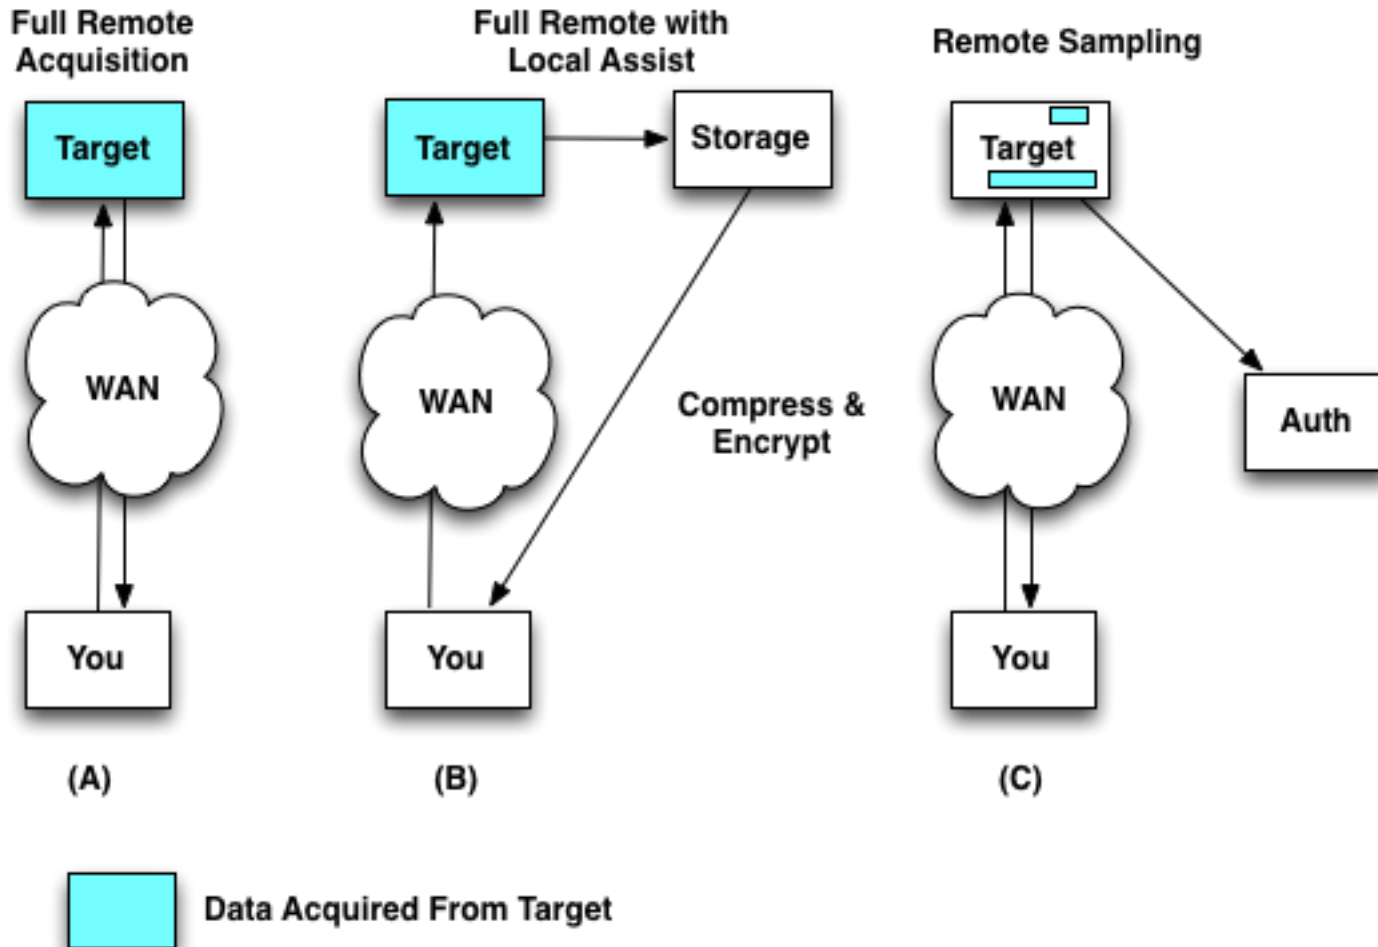 Full Remote
Acquisition
Full Remote with
Local Assist
Remote Sampling
Target
Target
Storage
Target
WAN
WAN
Compress &
Encrypt
WAN
Auth
You
You
You
(A)
(B)
(C)
Data Acquired From Target